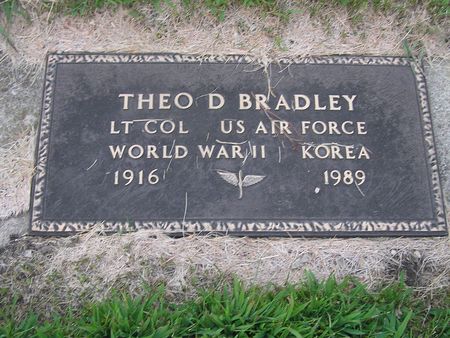 THEO D BRADLEY
LT COL US AIR FORCE
WORLD WAR II KOREA
1916 1989